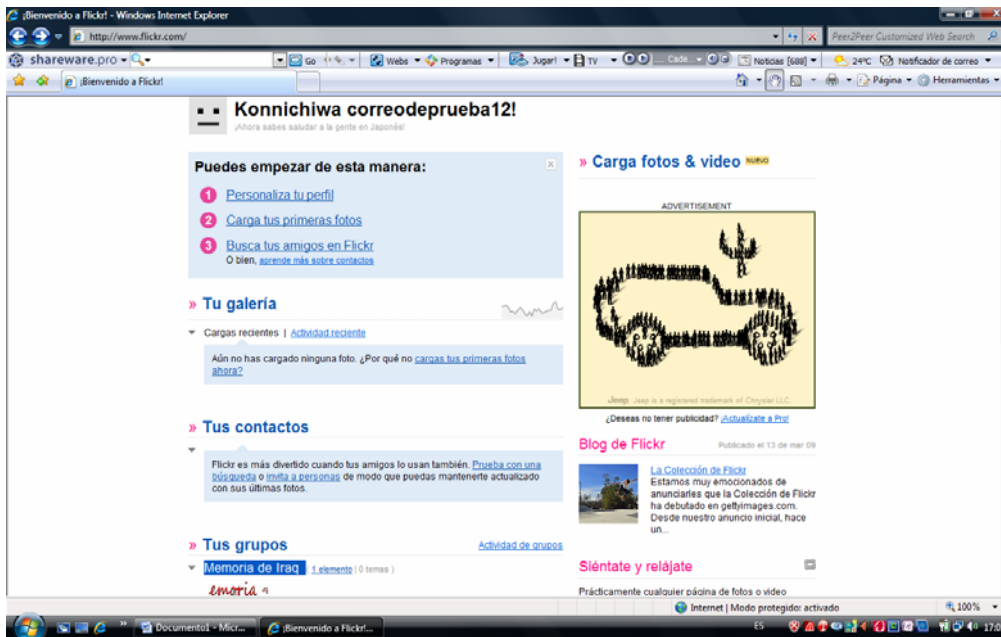 ¡Bienvenido a Flickr! - Windows Internet Explorer
http://www.flickr.com/
Peer2Peer Customized Web Search
shareware.pro
Go
Webs
Programas
Jugar!
TV
Noticias [688]
24ºC
Notificador de correo
¡Bienvenido a Flickr!
Página
Herramientas
Konnichiwa correodeprueba12!
¡Ahora sabes saludar a la gente en Japonés!
Puedes empezar de esta manera:
1 Personaliza tu perfil
2 Carga tus primeras fotos
3 Busca tus amigos en Flickr
O bien, aprende más sobre contactos
» Tu galería
Cargas recientes | Actividad reciente
Aún no has cargado ninguna foto. ¿Por qué no cargas tus primeras fotos
ahora?
» Tus contactos
Flickr es más divertido cuando tus amigos lo usan también. Prueba con una
búsqueda o invita a personas de modo que puedas mantenerte actualizado
con sus últimas fotos.
» Tus grupos
Actividad de grupos
Memoria de Iraq ( 1 elemento | 0 temas )
emoria
» Carga fotos & video NUEVO
ADVERTISEMENT
Jeep Jeep is a registered trademark of Chrysler LLC.
¿Deseas no tener publicidad? ¡Actualízate a Pro!
Blog de Flickr
Publicado el 13 de mar 09
La Colección de Flickr
Estamos muy emocionados de
anunciarles que la Colección de Flickr
ha debutado en gettyimages.com.
Desde nuestro anuncio inicial, hace
un...
Siéntate y relájate
Prácticamente cualquier página de fotos o video
Internet | Modo protegido: activado
100%
Documento1 - Micr...
¡Bienvenido a Flickr!...
ES
17:0